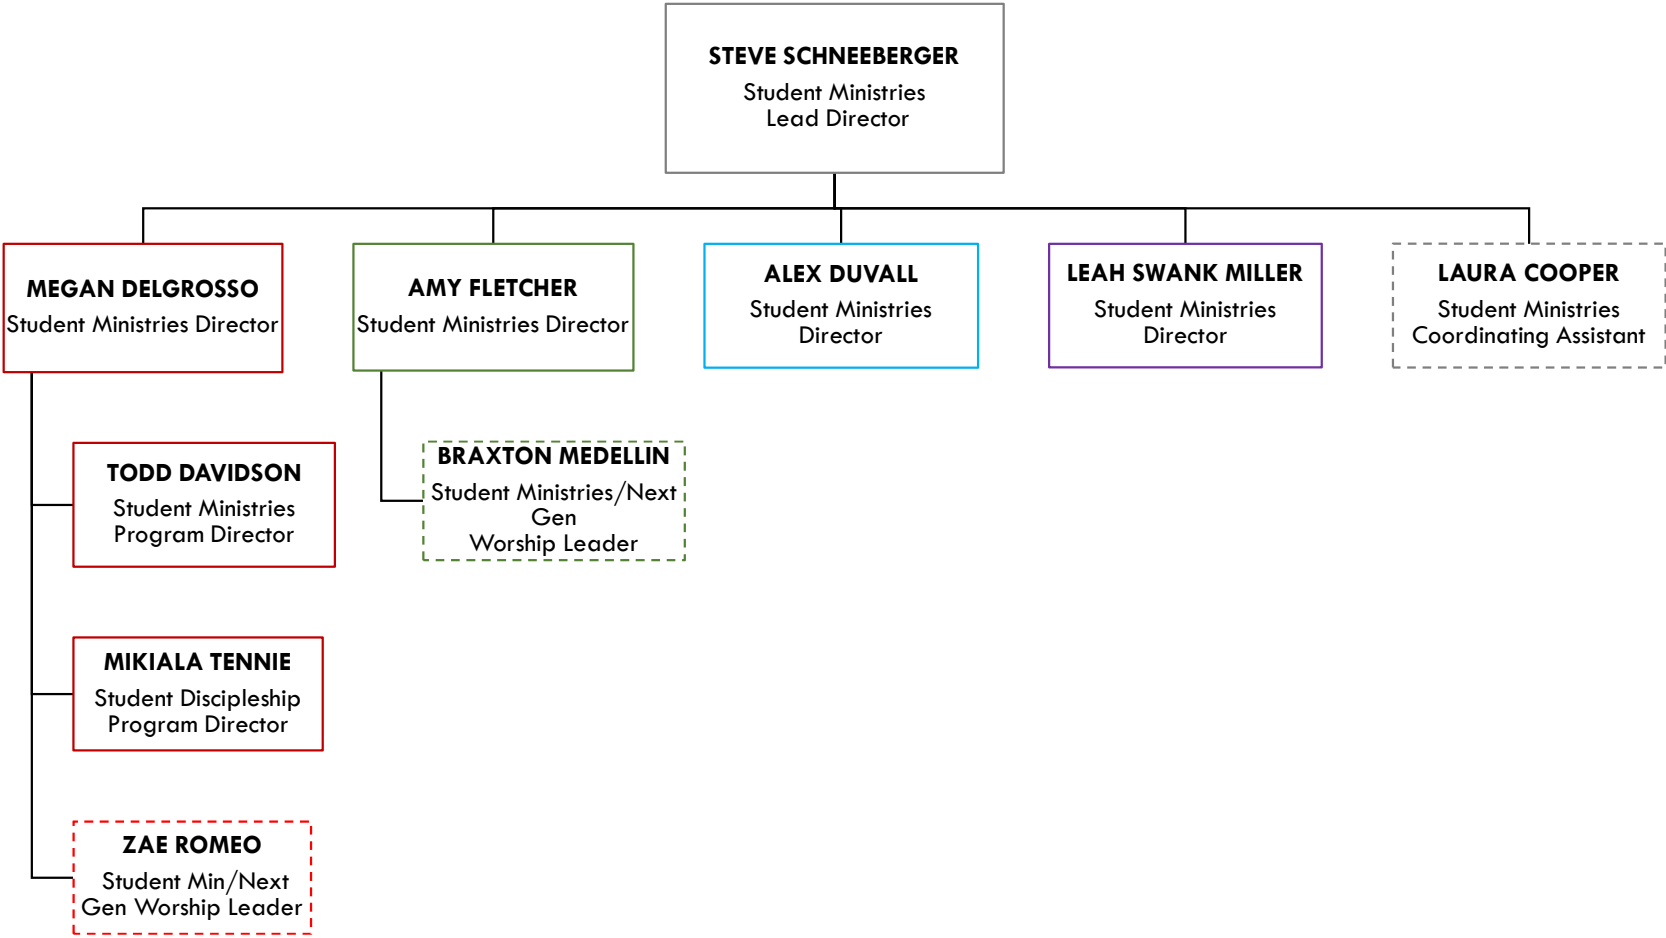 STEVE SCHNEEBERGER
Student Ministries
Lead Director
MEGAN DELGROSSO
Student Ministries Director
AMY FLETCHER
Student Ministries Director
ALEX DUVALL
Student Ministries
Director
LEAH SWANK MILLER
Student Ministries
Director
LAURA COOPER
Student Ministries
Coordinating Assistant
TODD DAVIDSON
Student Ministries
Program Director
BRAXTON MEDELLIN
Student Ministries/Next
Gen
Worship Leader
MIKIALA TENNIE
Student Discipleship
Program Director
ZAE ROMEO
Student Min/Next
Gen Worship Leader